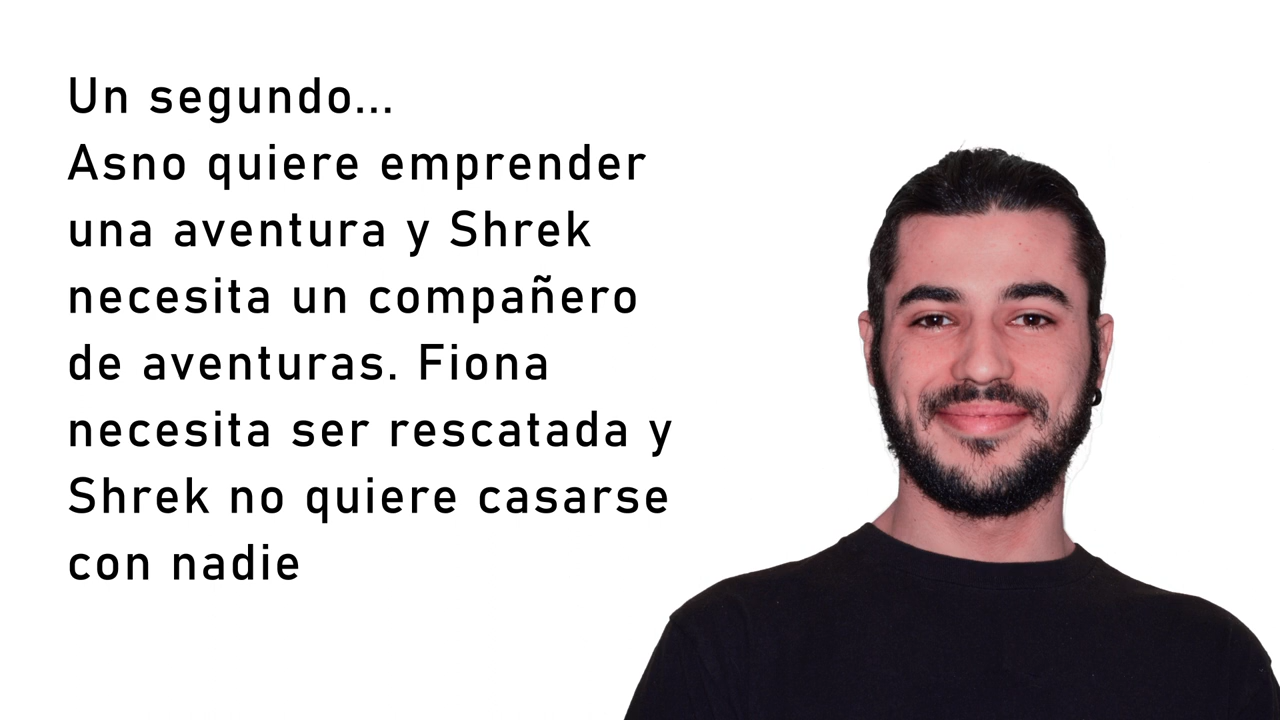 Un segundo...
Asno quiere emprender
una aventura y Shrek
necesita un compañero
de aventuras. Fiona
necesita ser rescatada y
Shrek no quiere casarse
con nadie